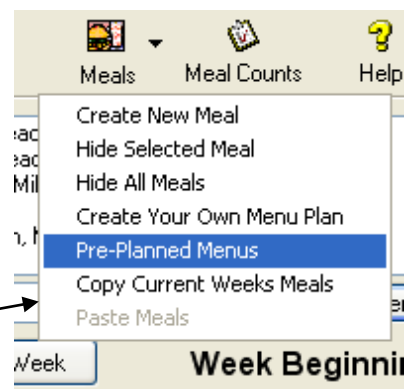 Meals Meal Counts Help
Create New Meal
Hide Selected Meal
Hide All Meals
Create Your Own Menu Plan
Pre-Planned Menus
Copy Current Weeks Meals
Paste Meals
Week Week